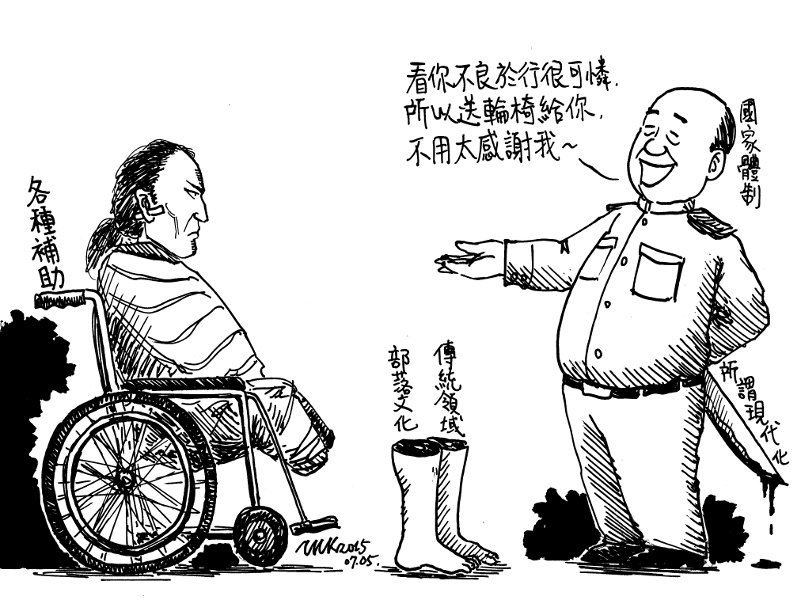 看你不良於行很可憐.
所以送輪椅給你.
不用太感謝我~
國家體制
各種補助
部落文化
傳統領域
所謂現代化
2015
07.05.